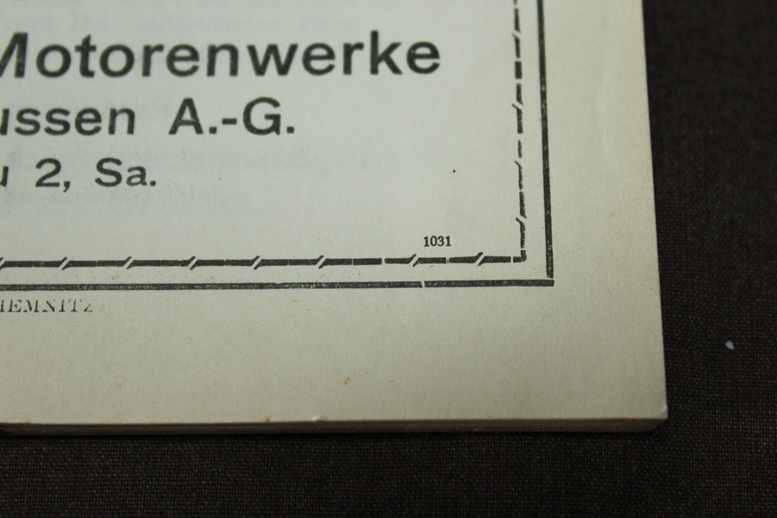 Motorenwerke
ussen A.-G.
u 2, Sa.
1031
HEMNITZ